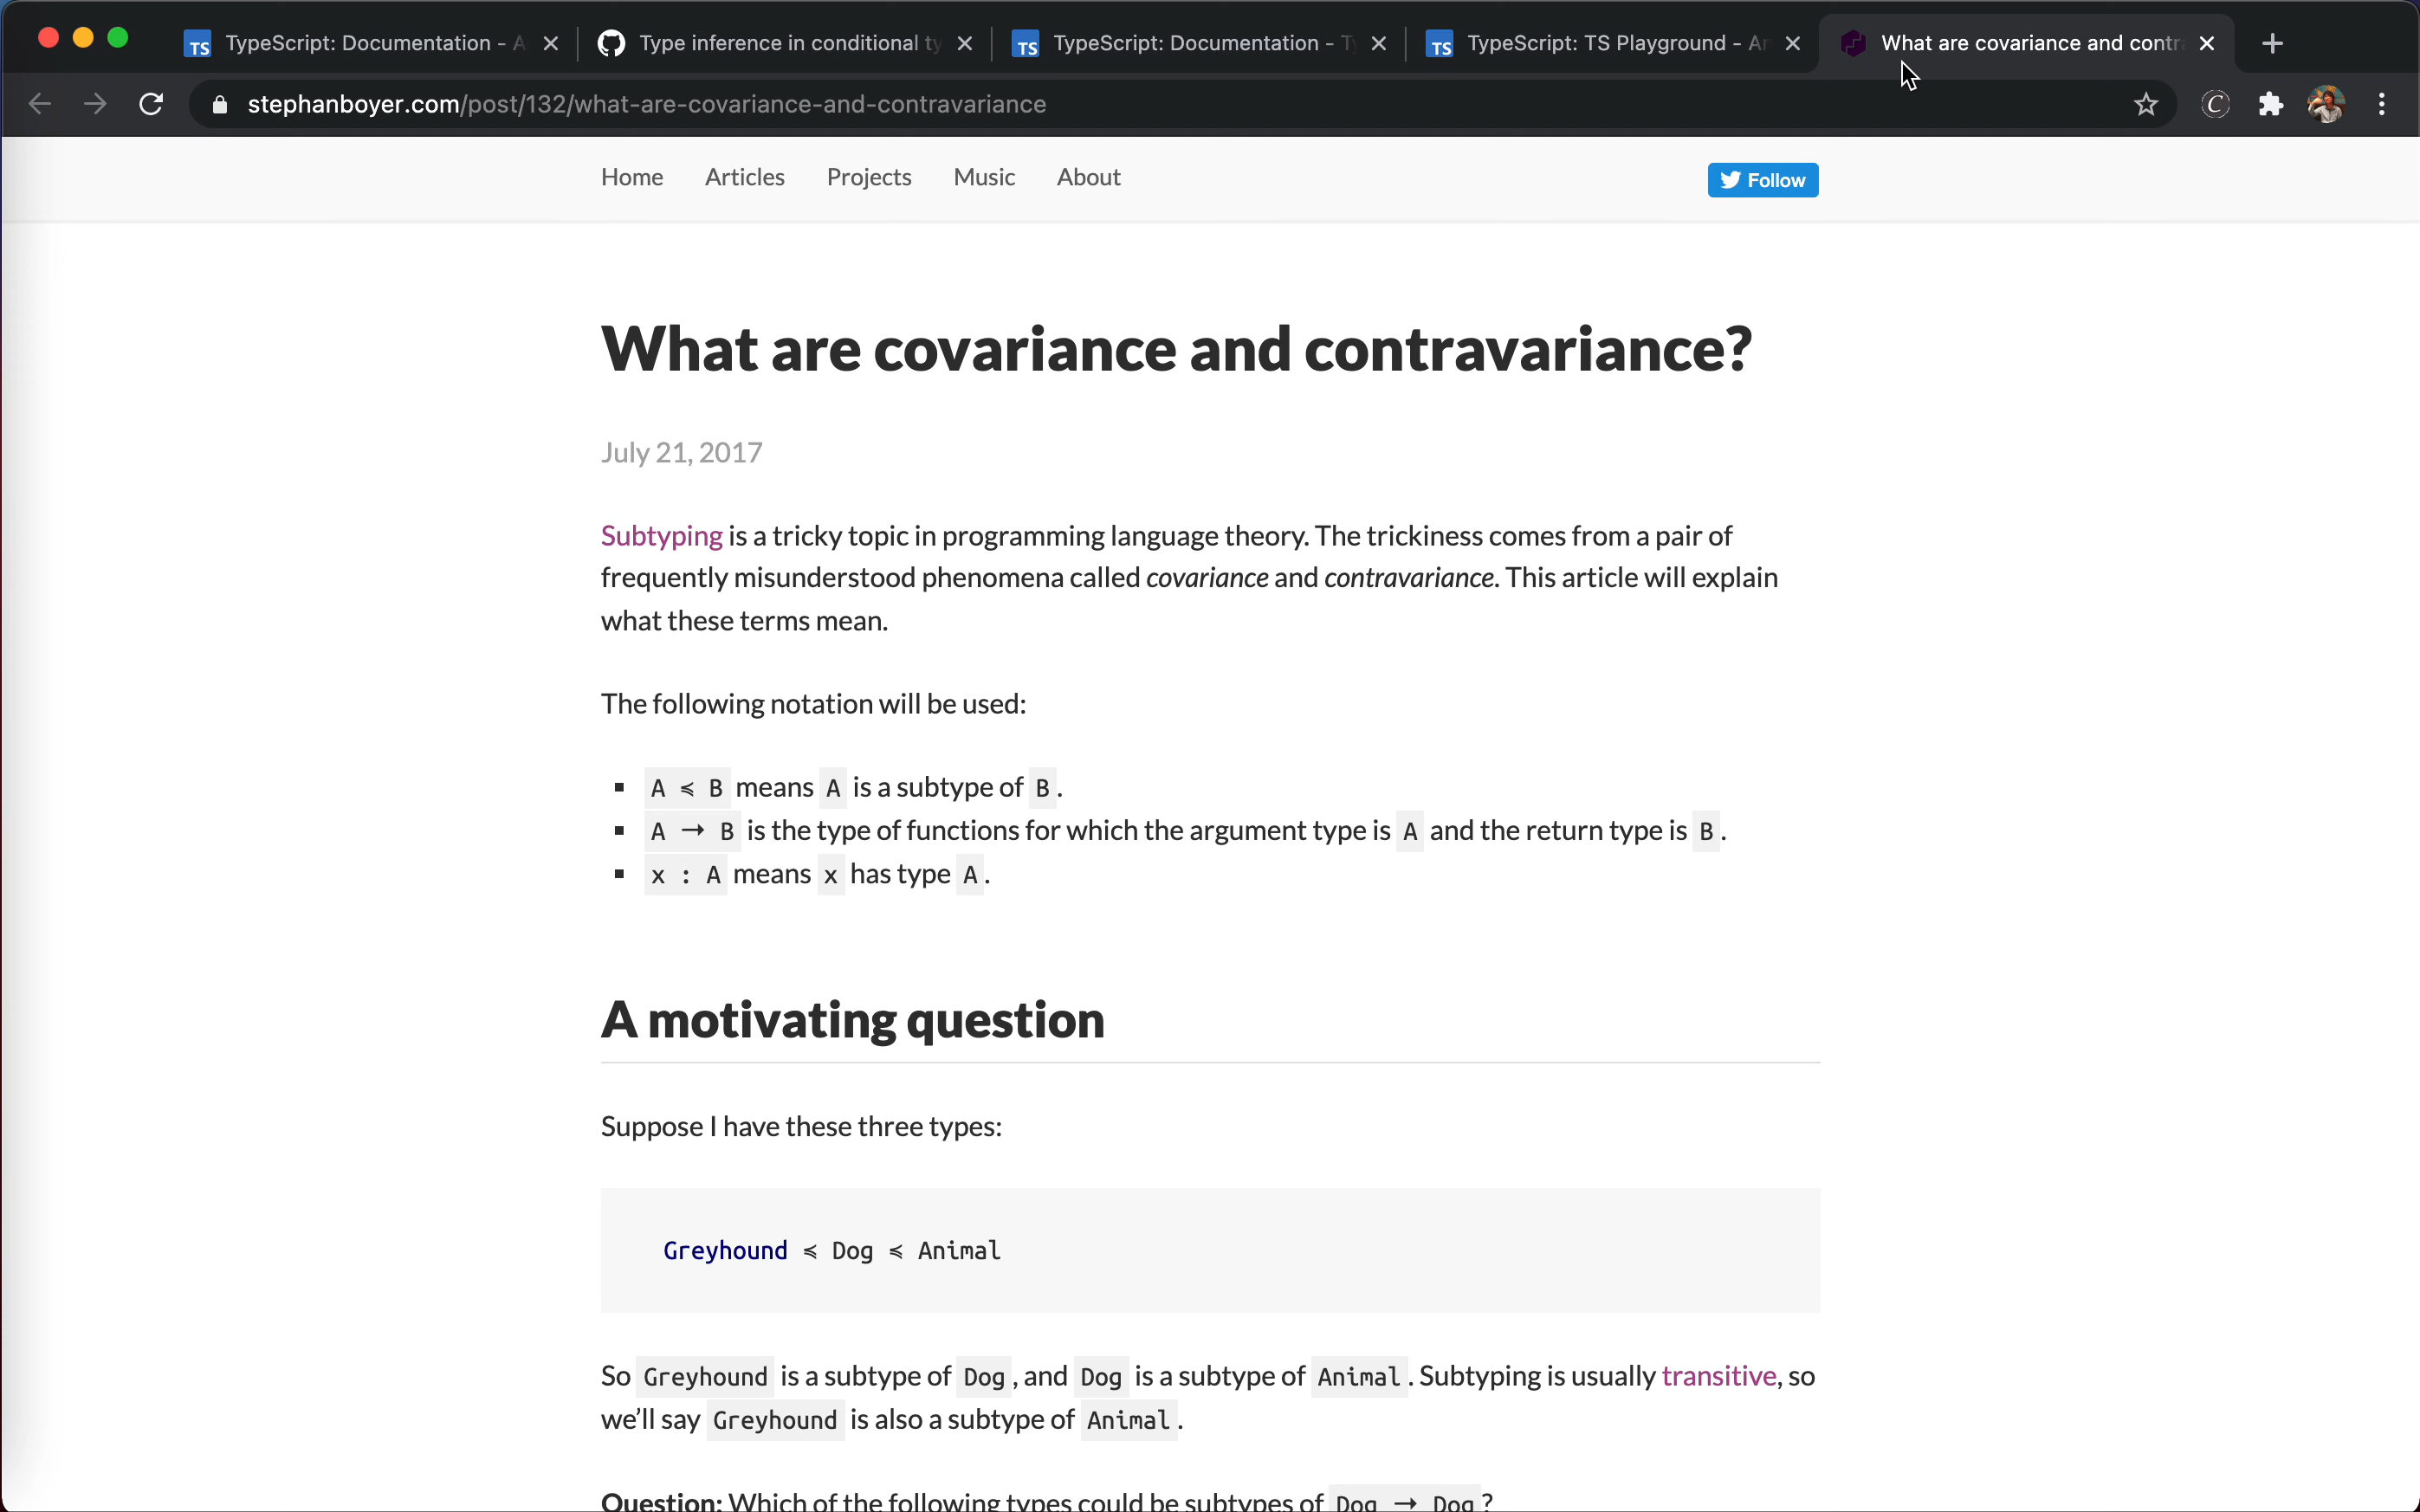 TS TypeScript: Documentation - A
Type inference in conditional ty
TS TypeScript: Documentation - Ty
TS TypeScript: TS Playground - An
What are covariance and contr
stephanboyer.com/post/132/what-are-covariance-and-contravariance
C
Home Articles Projects Music About
Follow
What are covariance and contravariance?
July 21, 2017
Subtyping is a tricky topic in programming language theory. The trickiness comes from a pair of
frequently misunderstood phenomena called covariance and contravariance. This article will explain
what these terms mean.
The following notation will be used:
▪ A ≼ B means A is a subtype of B.
▪ A → B is the type of functions for which the argument type is A and the return type is B.
▪ x : A means x has type A.
A motivating question
Suppose I have these three types:
Greyhound ≼ Dog ≼ Animal
So Greyhound is a subtype of Dog, and Dog is a subtype of Animal. Subtyping is usually transitive, so
we'll say Greyhound is also a subtype of Animal.
Question: Which of the following types could be subtypes of Dog → Dog?